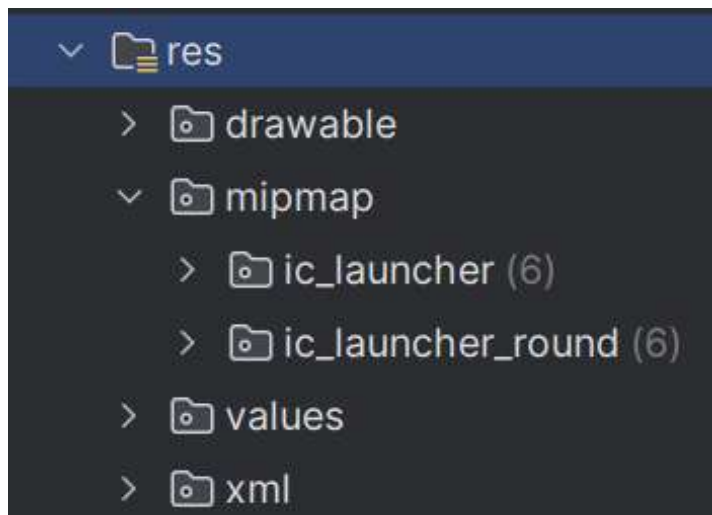 res
drawable
mipmap
ic_launcher (6)
ic_launcher_round (6)
values
xml